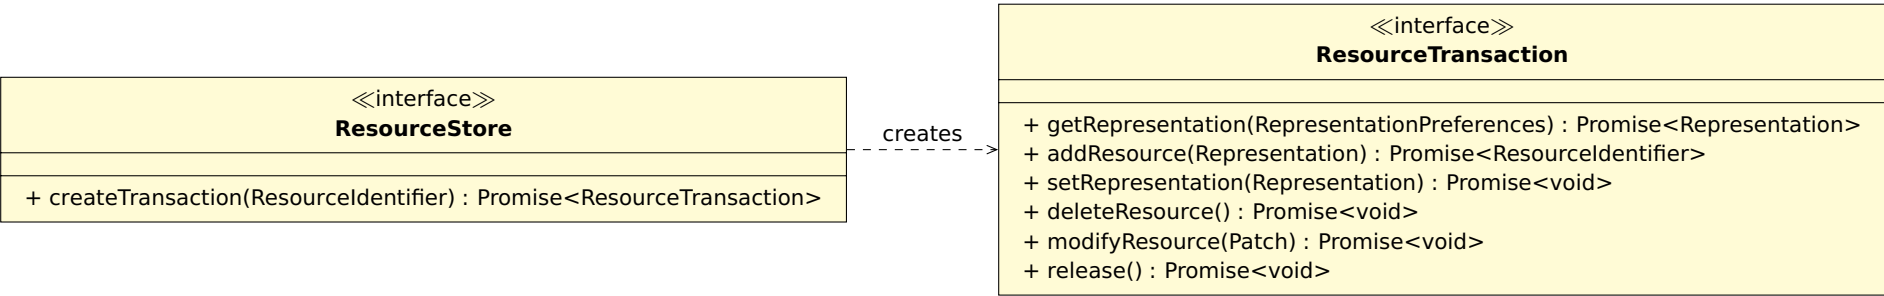 ≪interface≫
ResourceStore
+ createTransaction(ResourceIdentifier) : Promise<ResourceTransaction>
creates
≪interface≫
ResourceTransaction
+ getRepresentation(RepresentationPreferences) : Promise<Representation>
+ addResource(Representation) : Promise<ResourceIdentifier>
+ setRepresentation(Representation) : Promise<void>
+ deleteResource() : Promise<void>
+ modifyResource(Patch) : Promise<void>
+ release() : Promise<void>